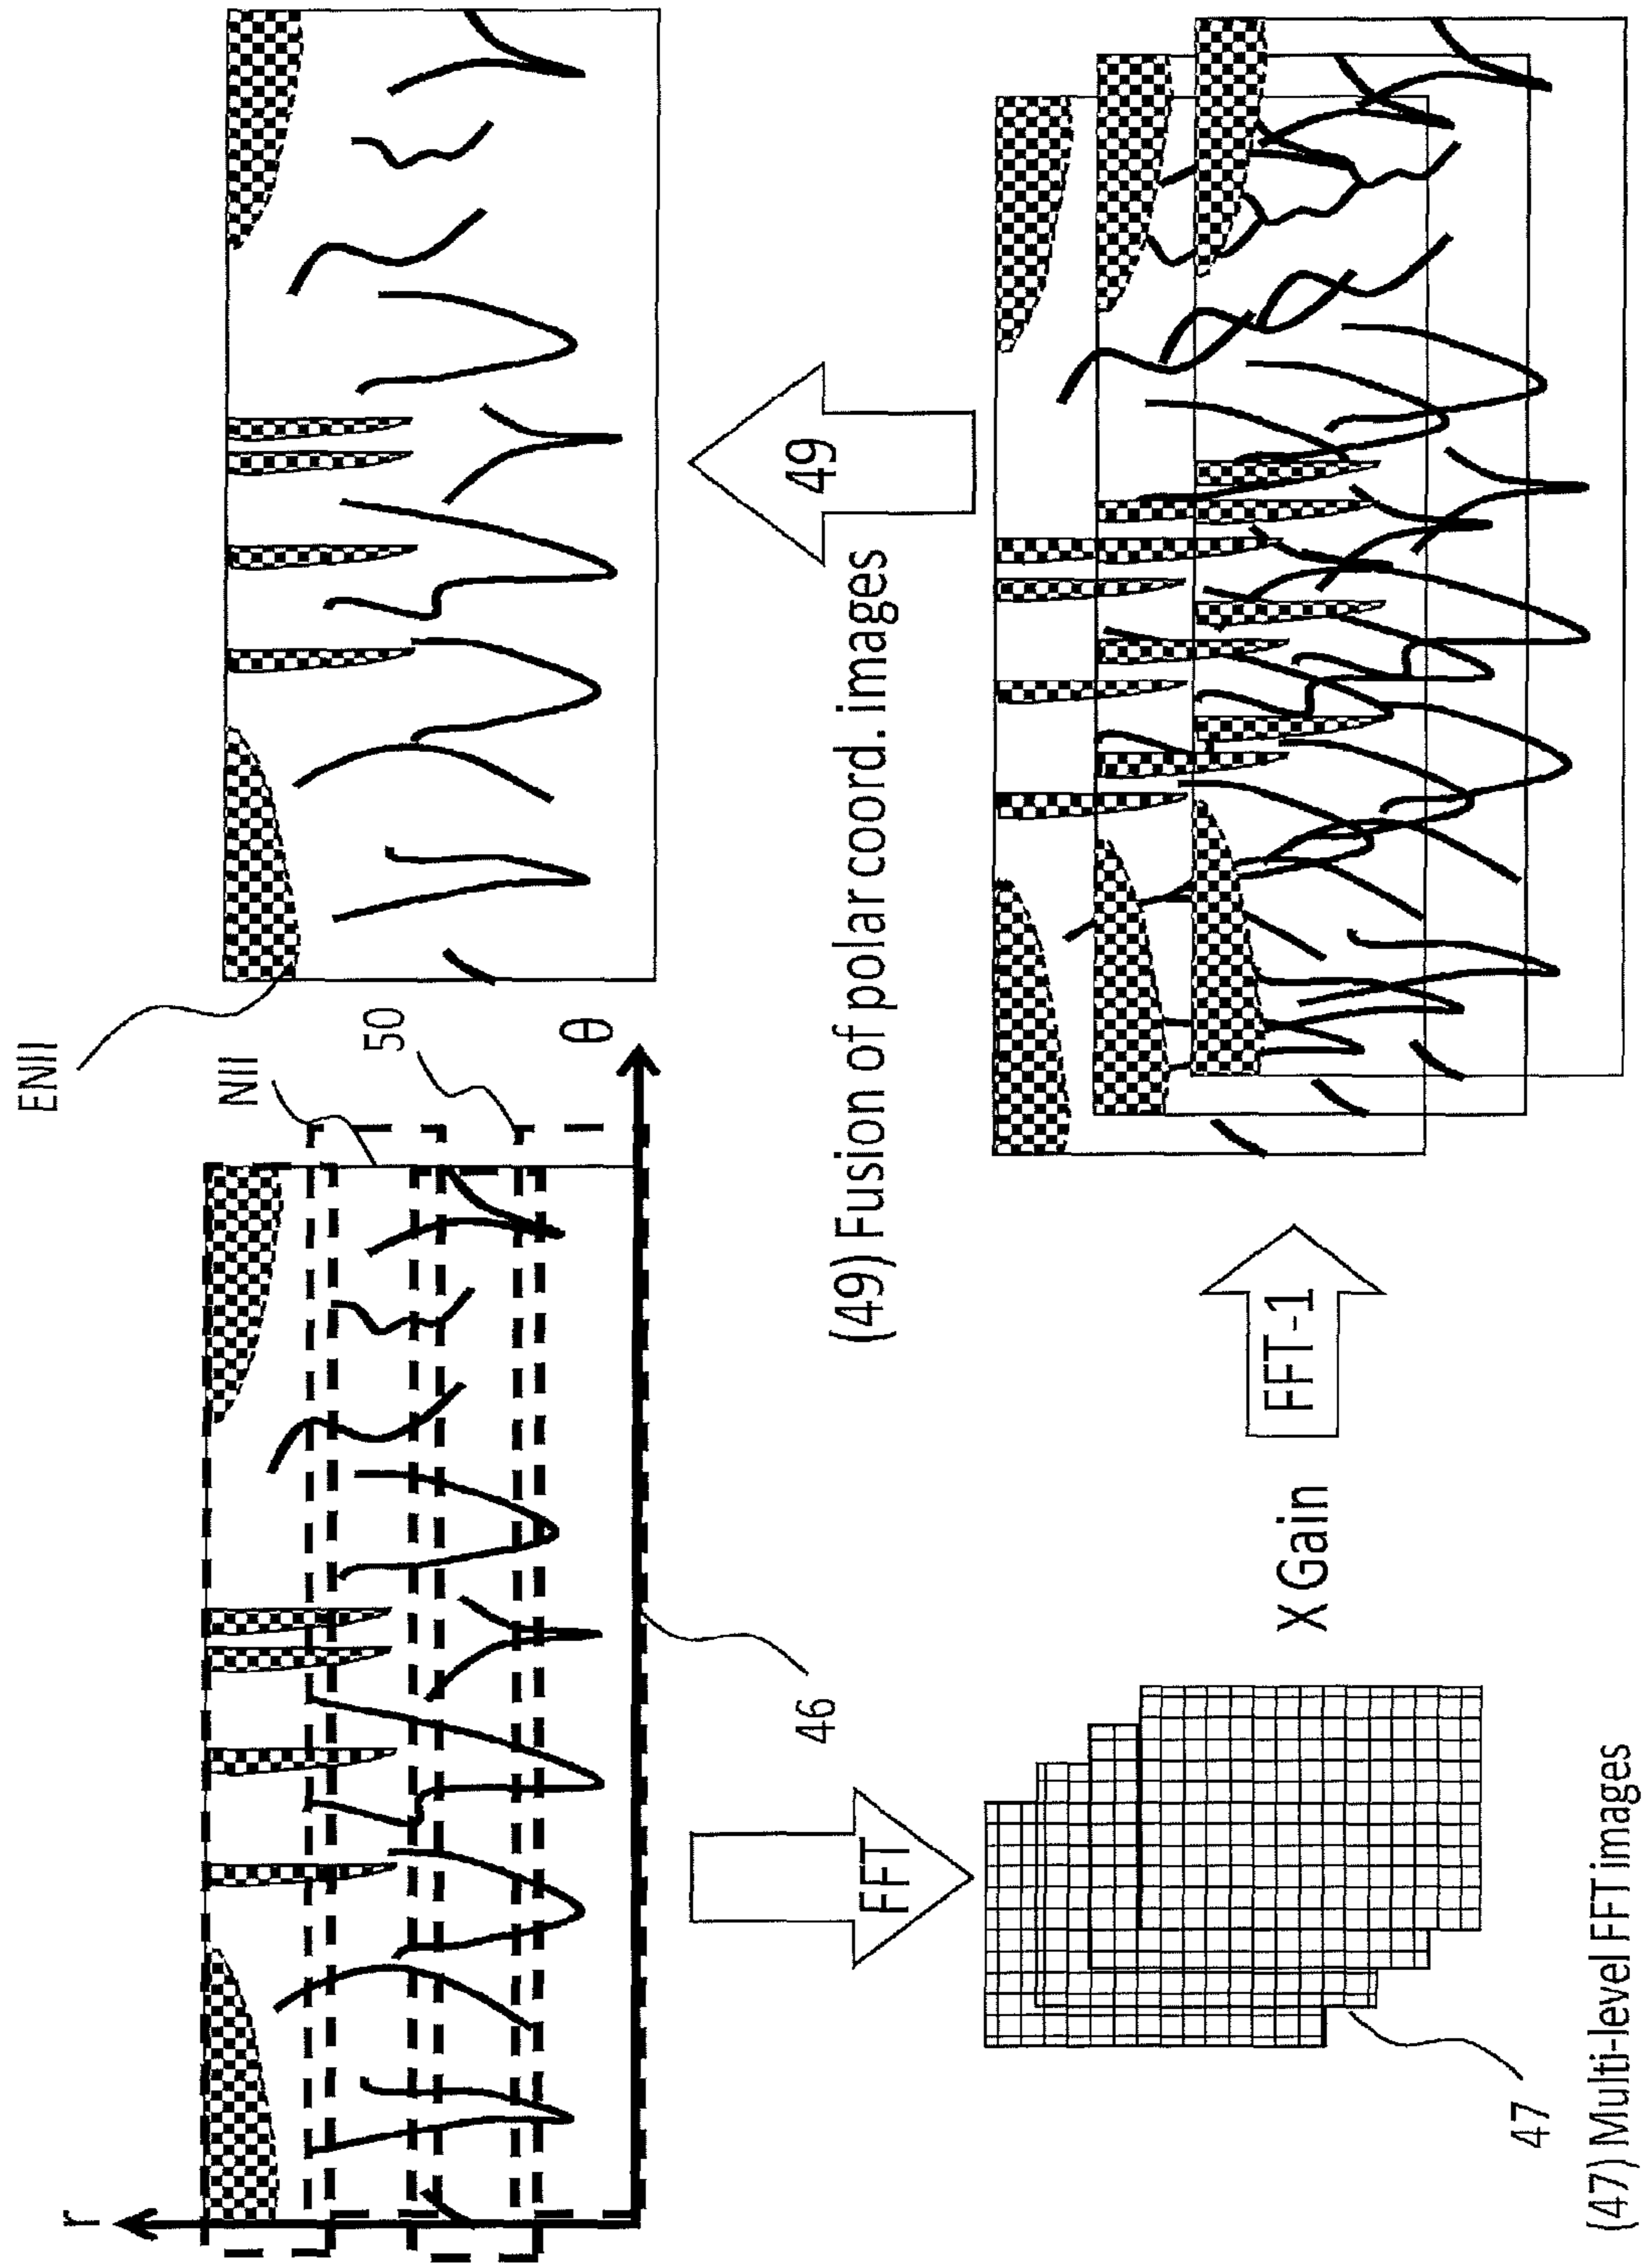 r
NII
50
θ
ENII
46
FFT
47
(47) Multi-level FFT images
X Gain
FFT-1
49
(49) Fusion of polar coord. images